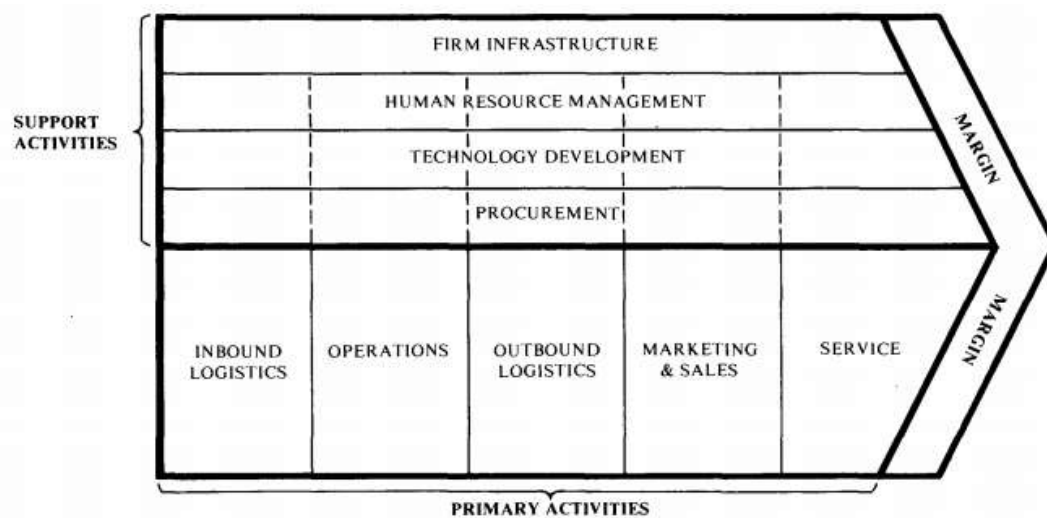 FIRM INFRASTRUCTURE
HUMAN RESOURCE MANAGEMENT
SUPPORT
ACTIVITIES
TECHNOLOGY DEVELOPMENT
PROCUREMENT
MARGIN
INBOUND
LOGISTICS
OPERATIONS
OUTBOUND
LOGISTICS
MARKETING
& SALES
SERVICE
MARGIN
PRIMARY ACTIVITIES